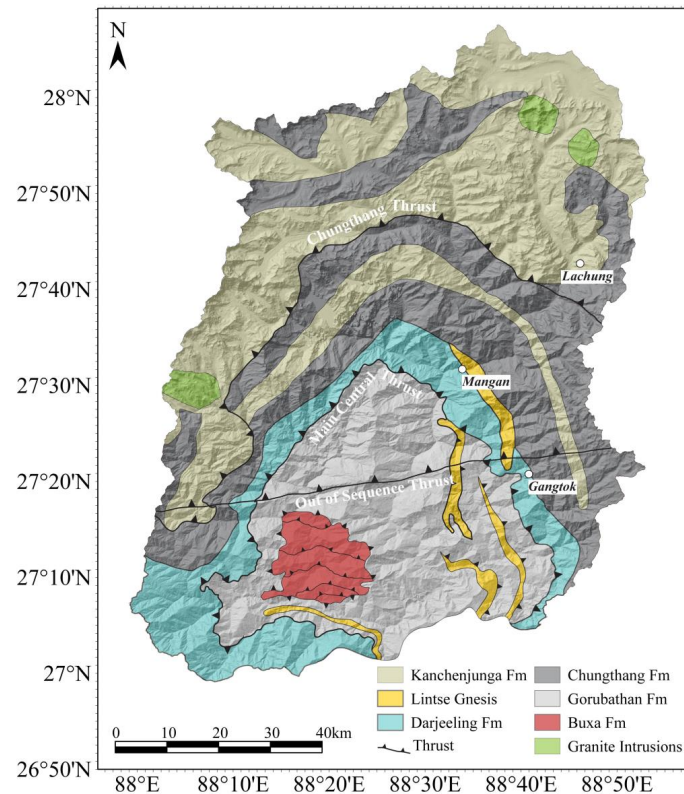 N
28°N
27°50'N
27°40'N
27°30'N
27°20'N
27°10'N
27°N
26°50'N
Chungthang Thrust
Lachung
Main Central Thrust
Mangan
Out of Sequence Thrust
Gangtok
Kanchenjunga Fm
Chungthang Fm
Lintse Gnesis
Gorubathan Fm
Darjeeling Fm
Buxa Fm
Thrust
Granite Intrusions
0 10 20 30 40km
88°E 88°10'E 88°20'E 88°30'E 88°40'E 88°50'E